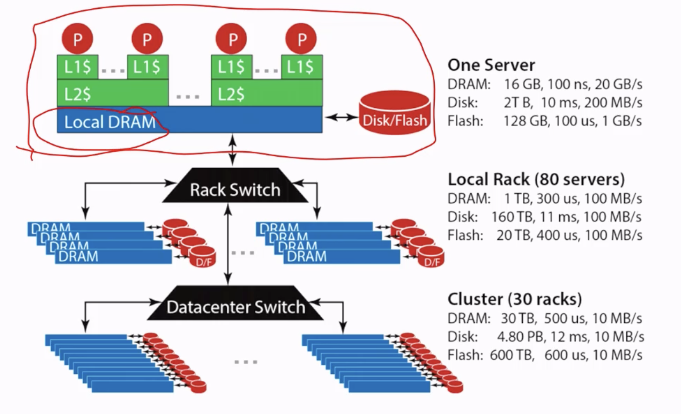 P
P
P
P
L1$ ... L1$
L1$ ... L1$
L2$ ... L2$
Local DRAM
Disk/Flash
One Server
DRAM: 16 GB, 100 ns, 20 GB/s
Disk: 2T B, 10 ms, 200 MB/s
Flash: 128 GB, 100 us, 1 GB/s
Rack Switch
Local Rack (80 servers)
DRAM: 1 TB, 300 us, 100 MB/s
Disk: 160 TB, 11 ms, 100 MB/s
Flash: 20 TB, 400 us, 100 MB/s
DRAM
DRAM
DRAM
DRAM
D/F
...
DRAM
DRAM
DRAM
DRAM
D/F
Datacenter Switch
Cluster (30 racks)
DRAM: 30 TB, 500 us, 10 MB/s
Disk: 4.80 PB, 12 ms, 10 MB/s
Flash: 600 TB, 600 us, 10 MB/s
...